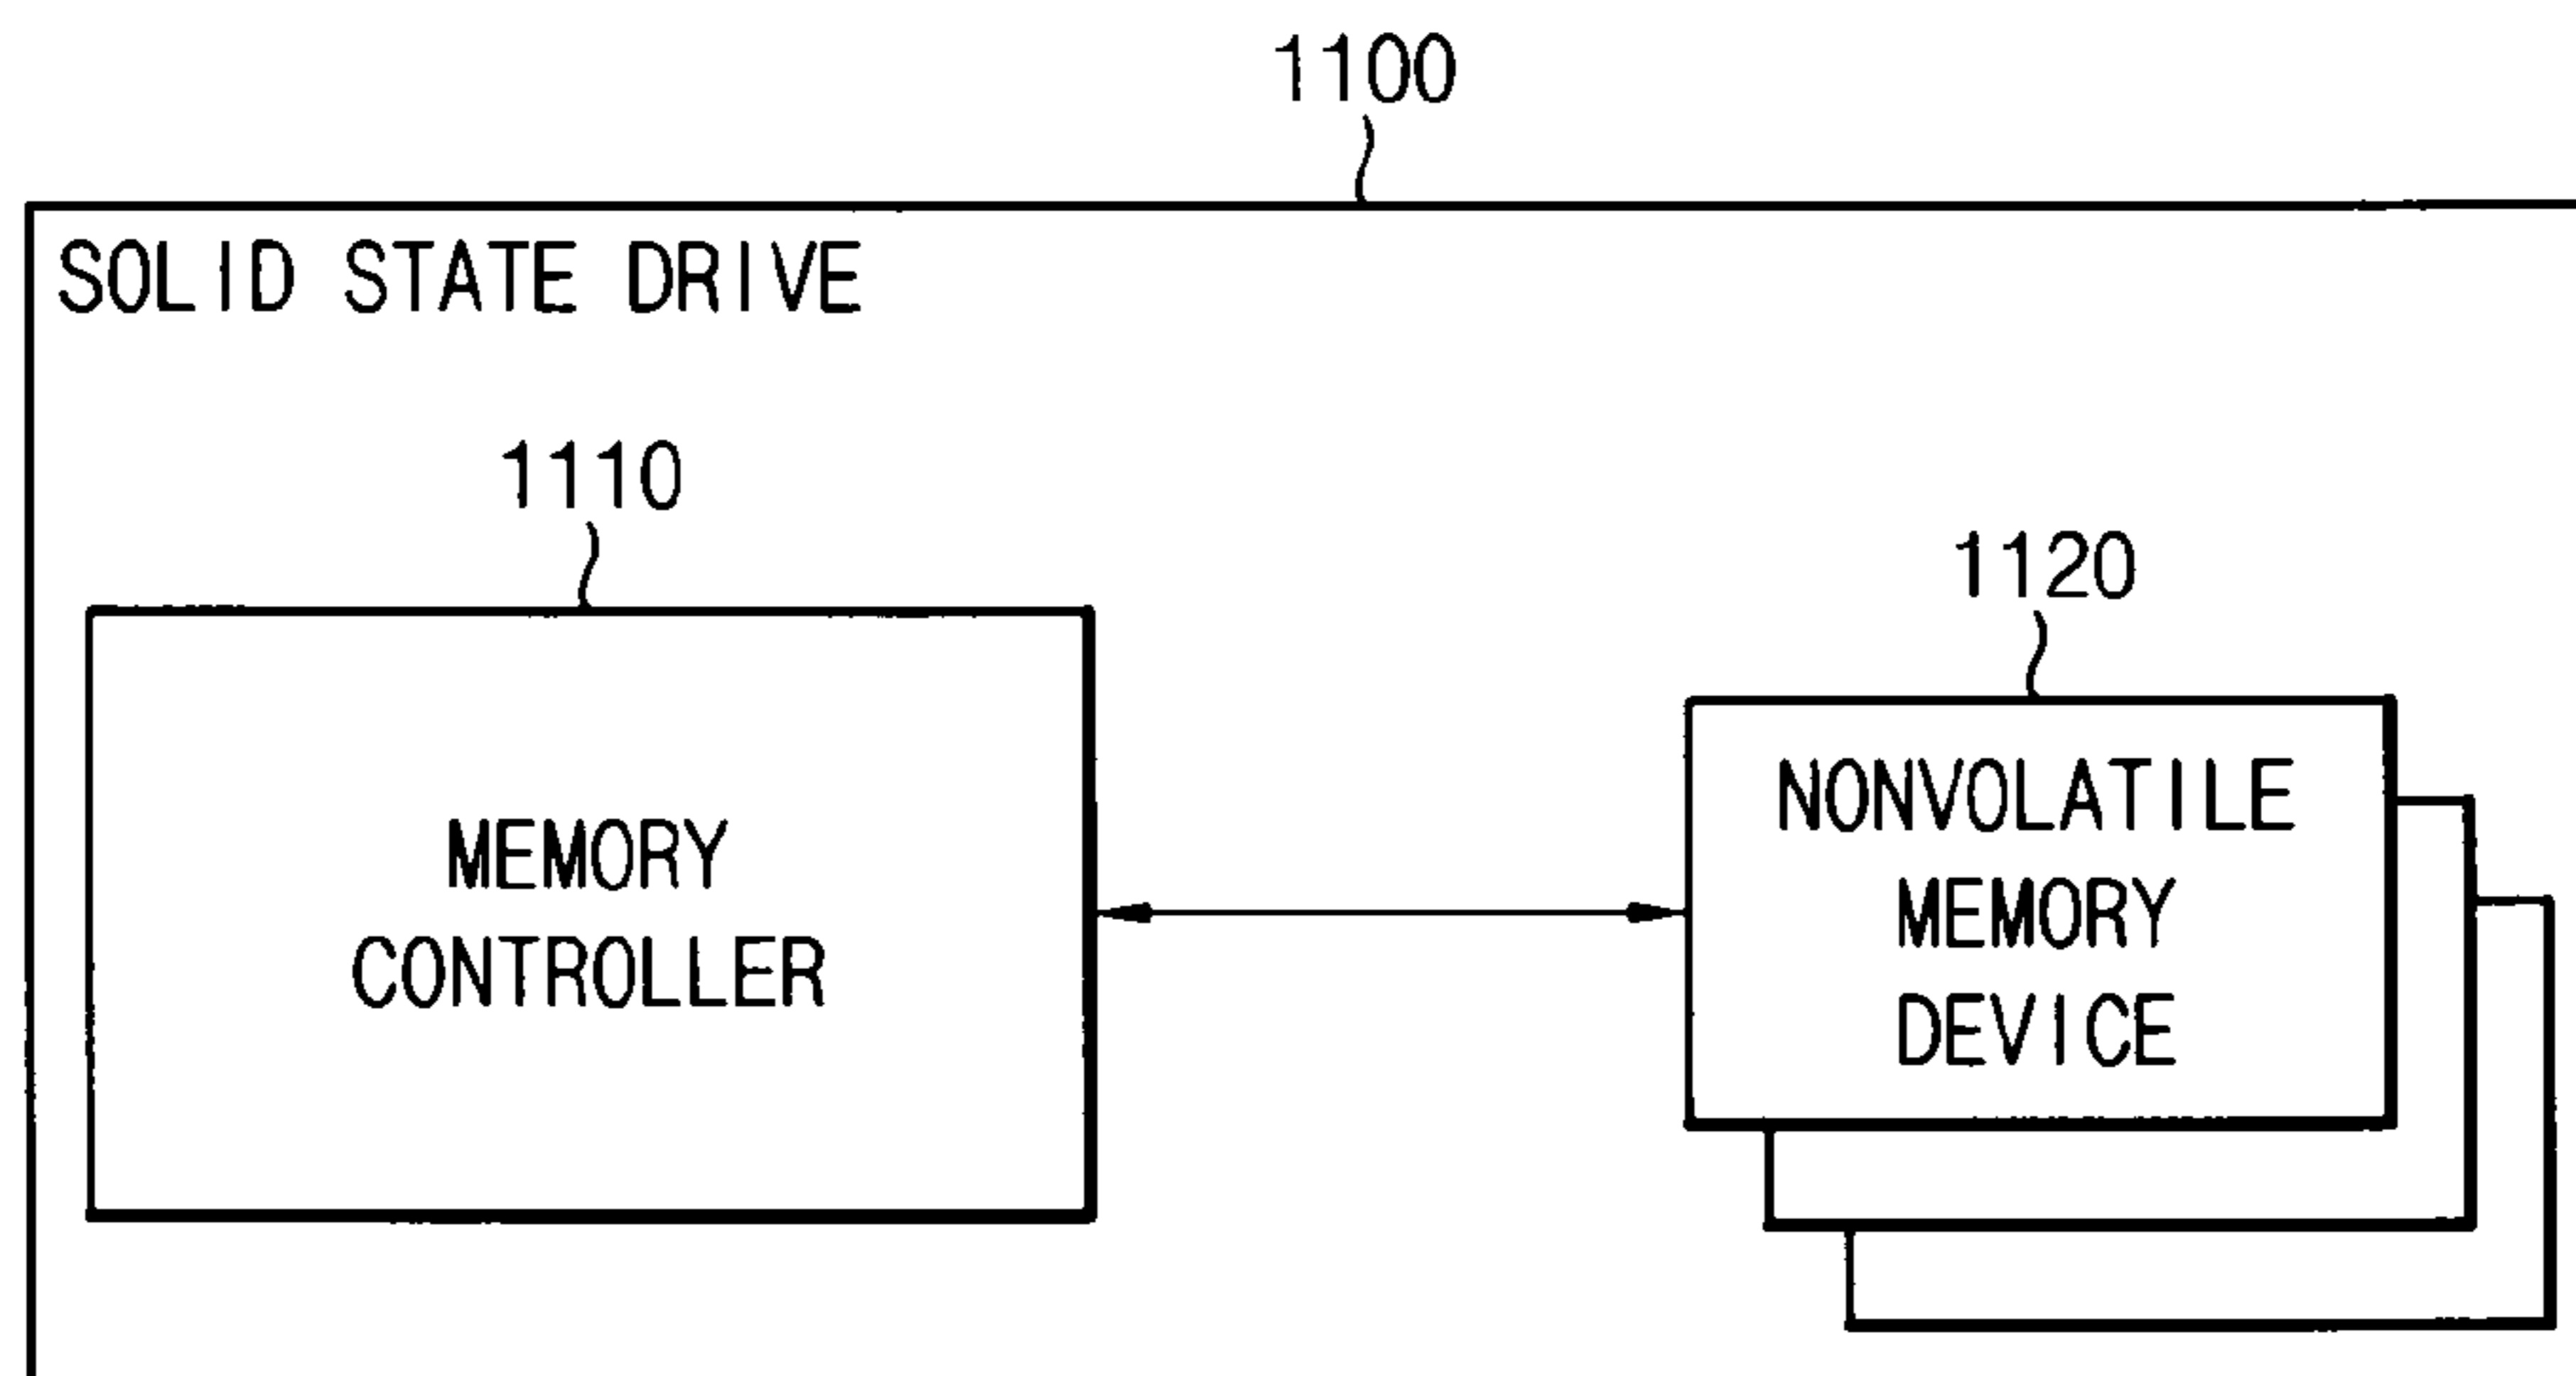 1100
SOLID STATE DRIVE
1110
1120
MEMORY
CONTROLLER
NONVOLATILE
MEMORY
DEVICE